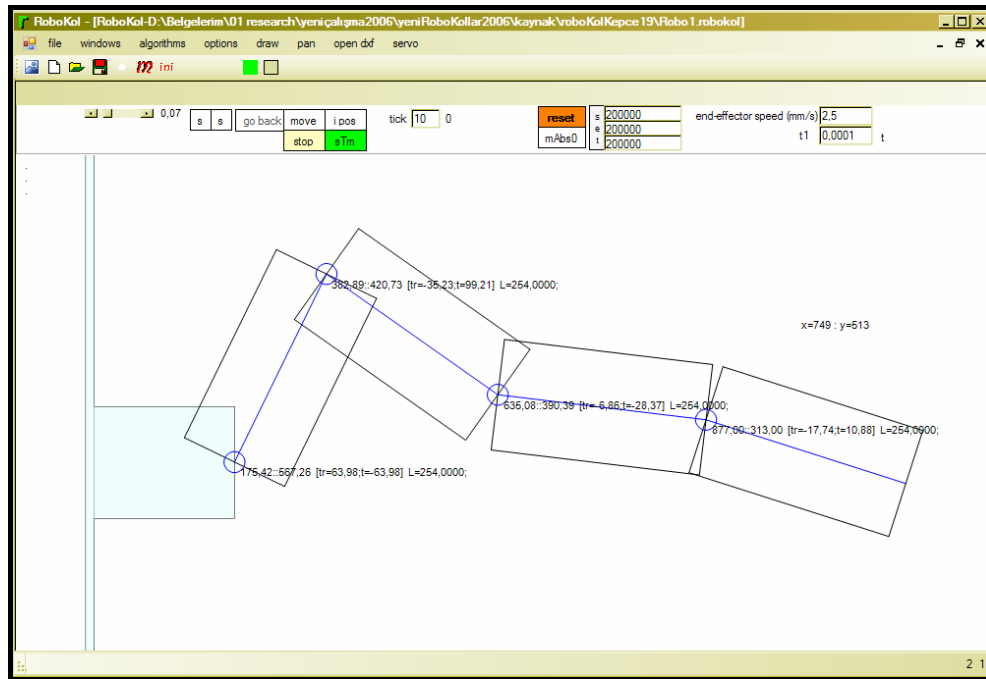 RoboKol - [RoboKol-D:\Belgelerim\01 research\yeniçalışma2006\yeniRoboKollar2006\kaynak\roboKolKepce19\Robo1.robokol]
file windows algorithms options draw pan open dxf servo
m ini
0,07 s s go back move i pos tick 10 0 reset s 200000 end-effector speed (mm/s) 2,5
stop sTm mAbs0 e 200000 t1 0,0001 t
t 200000
382,89::420,73 [tr=-35,23;t=99,21] L=254,0000;
x=749 : y=513
635,08::390,39 [tr=-6,86;t=-28,37] L=254,0000;
877,00::313,00 [tr=-17,74;t=10,88] L=254,0000;
175,42::567,26 [tr=63,98;t=-63,98] L=254,0000;
2 1